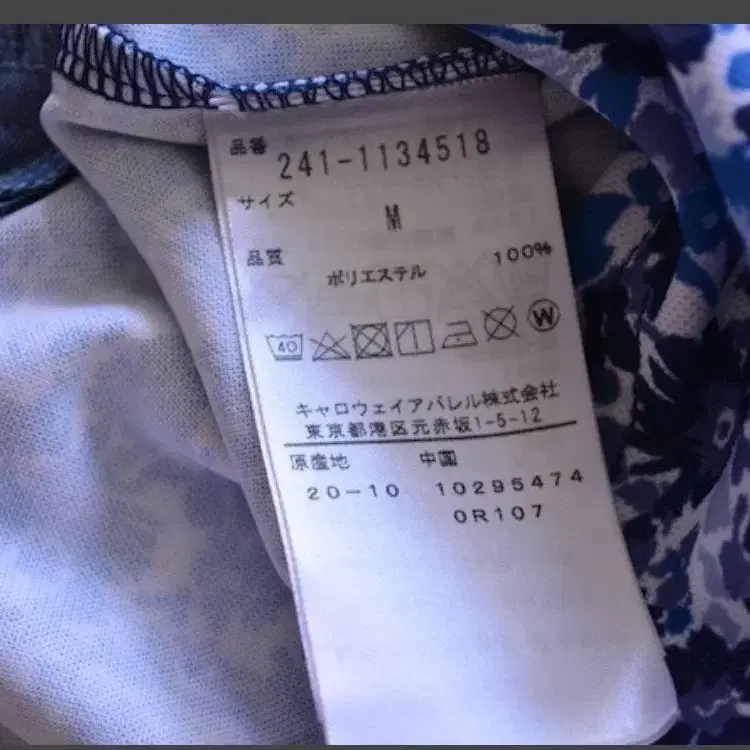 品番 241-1134518
サイズ M
品質 ポリエステル 100%
40 W
キャロウェイアパレル株式会社
東京都港区元赤坂1-5-12
原産地 中国
20-10 10295474
0R107